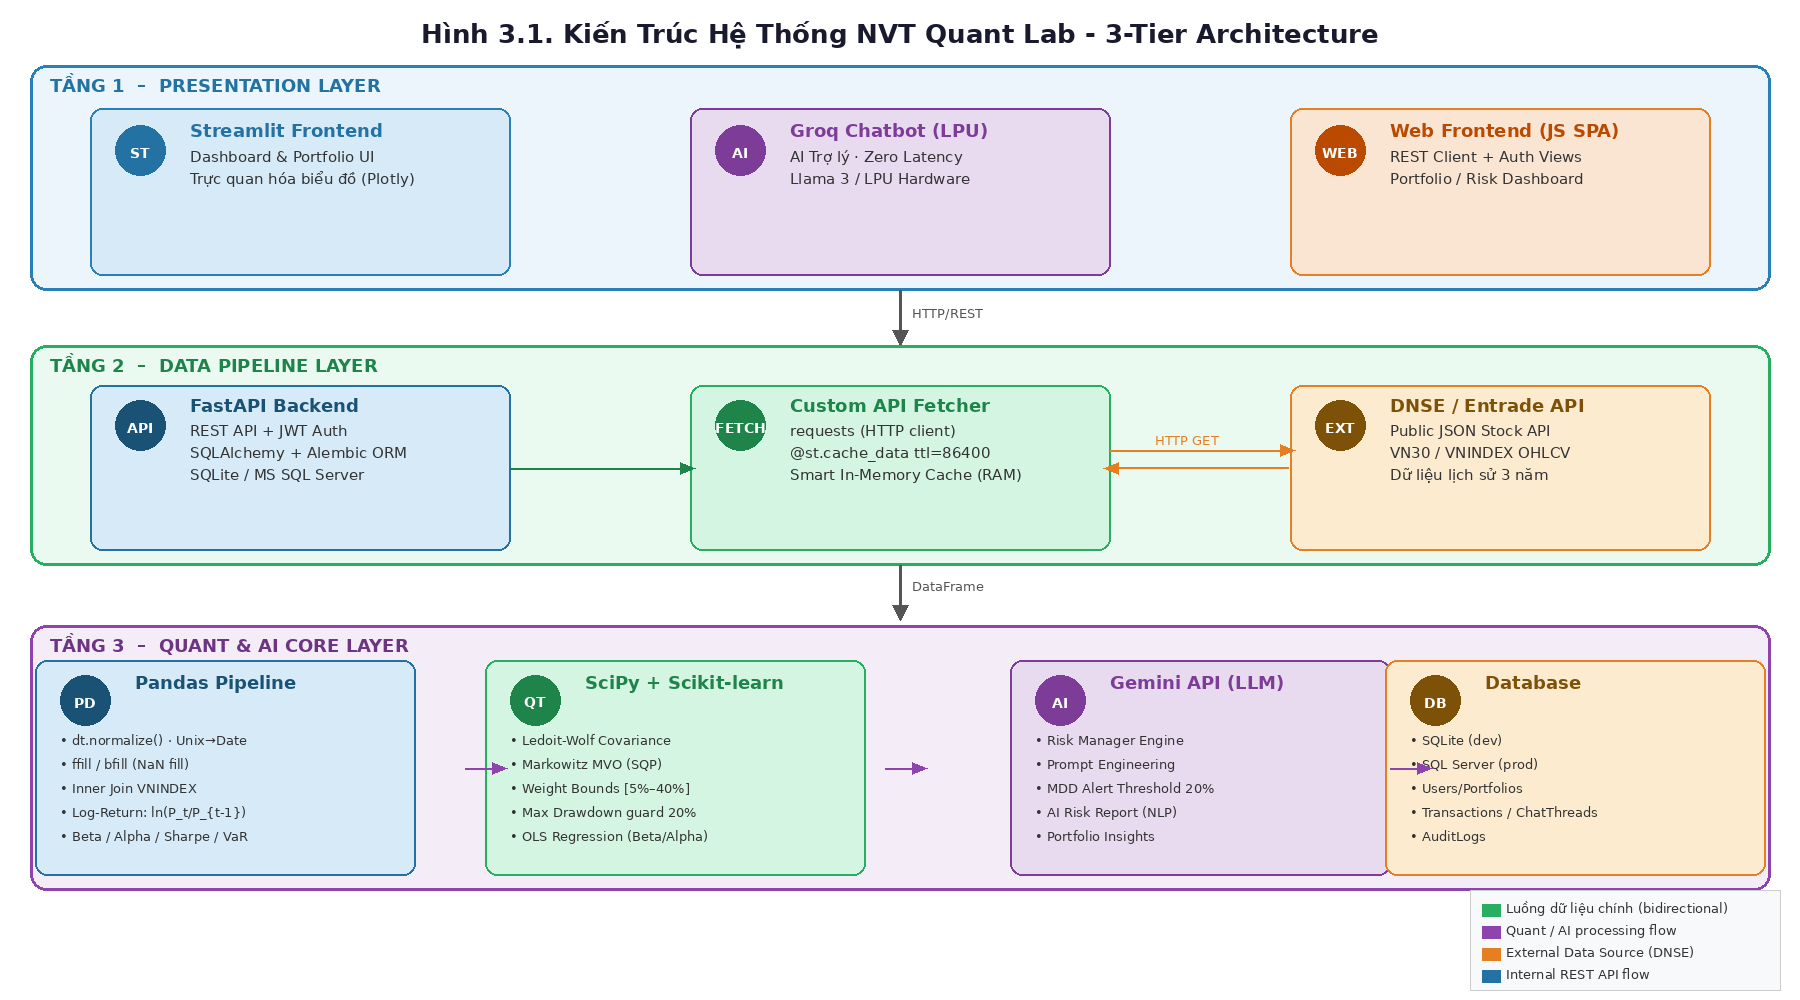 Hình 3.1. Kiến Trúc Hệ Thống NVT Quant Lab - 3-Tier Architecture
TẦNG 1 – PRESENTATION LAYER
ST
Streamlit Frontend
Dashboard & Portfolio UI
Trực quan hóa biểu đồ (Plotly)
AI
Groq Chatbot (LPU)
AI Trợ lý · Zero Latency
Llama 3 / LPU Hardware
WEB
Web Frontend (JS SPA)
REST Client + Auth Views
Portfolio / Risk Dashboard
HTTP/REST
TẦNG 2 – DATA PIPELINE LAYER
API
FastAPI Backend
REST API + JWT Auth
SQLAlchemy + Alembic ORM
SQLite / MS SQL Server
FETCH
Custom API Fetcher
requests (HTTP client)
@st.cache_data ttl=86400
Smart In-Memory Cache (RAM)
HTTP GET
EXT
DNSE / Entrade API
Public JSON Stock API
VN30 / VNINDEX OHLCV
Dữ liệu lịch sử 3 năm
DataFrame
TẦNG 3 – QUANT & AI CORE LAYER
PD
Pandas Pipeline
• dt.normalize() · Unix→Date
• ffill / bfill (NaN fill)
• Inner Join VNINDEX
• Log-Return: ln(P_t/P_{t-1})
• Beta / Alpha / Sharpe / VaR
QT
SciPy + Scikit-learn
• Ledoit-Wolf Covariance
• Markowitz MVO (SQP)
• Weight Bounds [5%–40%]
• Max Drawdown guard 20%
• OLS Regression (Beta/Alpha)
AI
Gemini API (LLM)
• Risk Manager Engine
• Prompt Engineering
• MDD Alert Threshold 20%
• AI Risk Report (NLP)
• Portfolio Insights
DB
Database
• SQLite (dev)
• SQL Server (prod)
• Users/Portfolios
• Transactions / ChatThreads
• AuditLogs
Luồng dữ liệu chính (bidirectional)
Quant / AI processing flow
External Data Source (DNSE)
Internal REST API flow